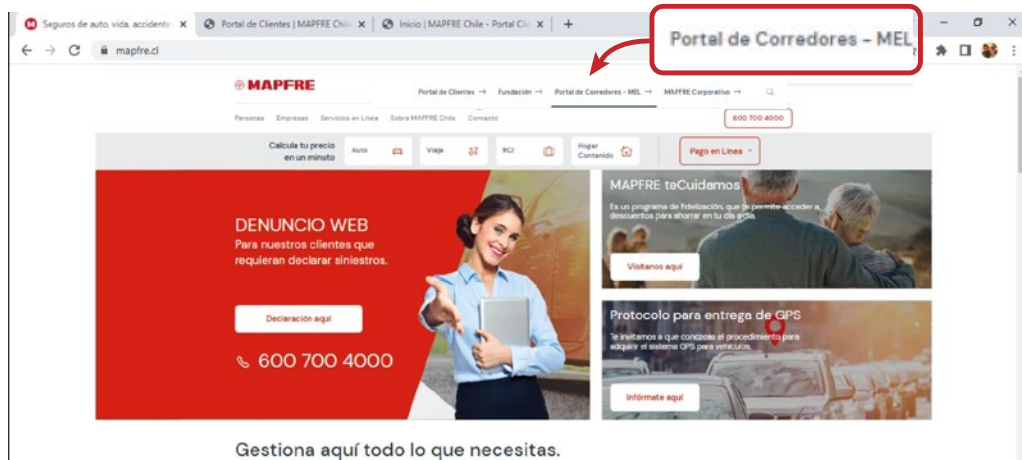 Seguros de auto, vida, accidente
Portal de Clientes | MAPFRE Chil
Inicio | MAPFRE Chile - Portal Cli
Portal de Corredores - MEL
mapfre.cl
MAPFRE
Portal de Clientes → Fundación → Portal de Corredores - MEL → MAPFRE Corporativo →
Personas Empresas Servicios en Línea Sobre MAPFRE Chile Contacto 600 700 4000
Calcula tu precio
en un minuto
Auto Viaje RCI
Hogar
Contenido
Pago en Línea
DENUNCIO WEB
Para nuestros clientes que
requieran declarar siniestros.
Declaración aquí
600 700 4000
MAPFRE teCuidamos
Es un programa de fidelización, que te permite acceder a
descuentos para ahorrar en tu día a día.
Visítanos aquí
Protocolo para entrega de GPS
Te invitamos a que conozcas el procedimiento para
adquirir el sistema GPS para vehículos.
Infórmate aquí
Gestiona aquí todo lo que necesitas.